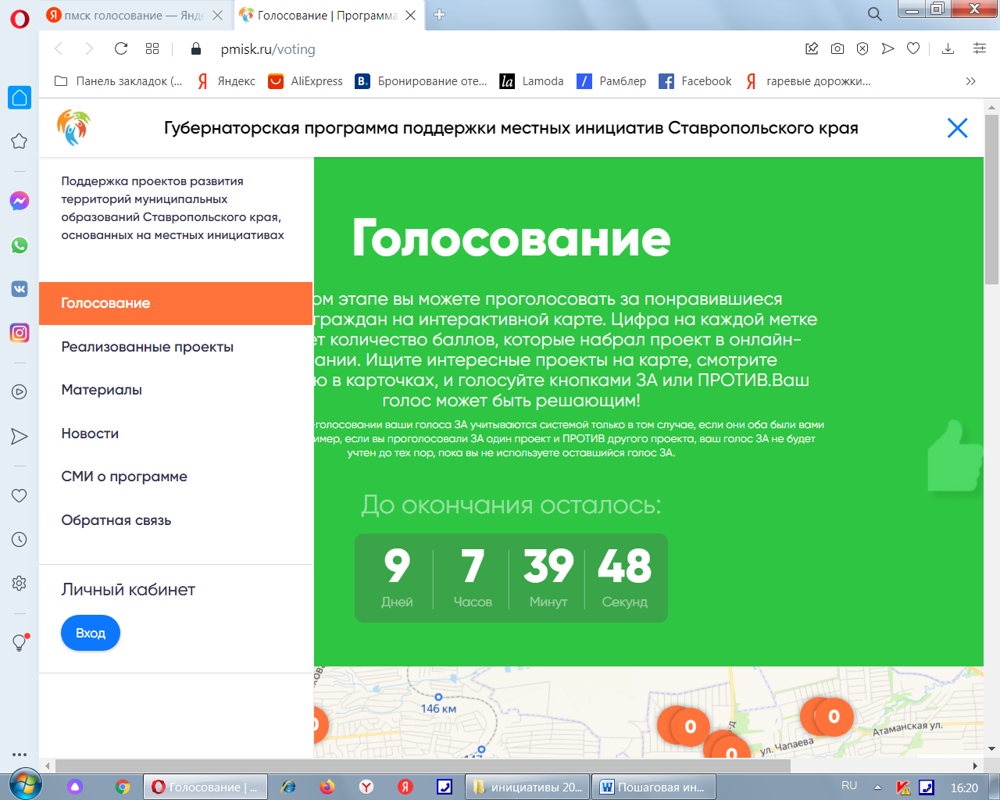 пмск голосование — Янде
Голосование | Программа
pmisk.ru/voting
Панель закладок (...
Яндекс
AliExpress
Бронирование оте...
Lamoda
Рамблер
Facebook
гаревые дорожки...
Губернаторская программа поддержки местных инициатив Ставропольского края
Поддержка проектов развития
территорий муниципальных
образований Ставропольского края,
основанных на местных инициативах
Голосование
Реализованные проекты
Материалы
Новости
СМИ о программе
Обратная связь
Личный кабинет
Вход
Голосование
ом этапе вы можете проголосовать за понравившиеся
граждан на интерактивной карте. Цифра на каждой метке
ет количество баллов, которые набрал проект в онлайн-
ании. Ищите интересные проекты на карте, смотрите
ю в карточках, и голосуйте кнопками ЗА или ПРОТИВ.Ваш
голос может быть решающим!
-голосовании ваши голоса ЗА учитываются системой только в том случае, если они оба были вами
имер, если вы проголосовали ЗА один проект и ПРОТИВ другого проекта, ваш голос ЗА не будет
учтен до тех пор, пока вы не используете оставшийся голос ЗА.
До окончания осталось:
9 7 39 48
Дней Часов Минут Секунд
146 км
0
0
0
0
ул. Чапаева
Атаманская ул.
147
Голосование | ...
инициативы 20...
Пошаговая ин...
RU
16:20